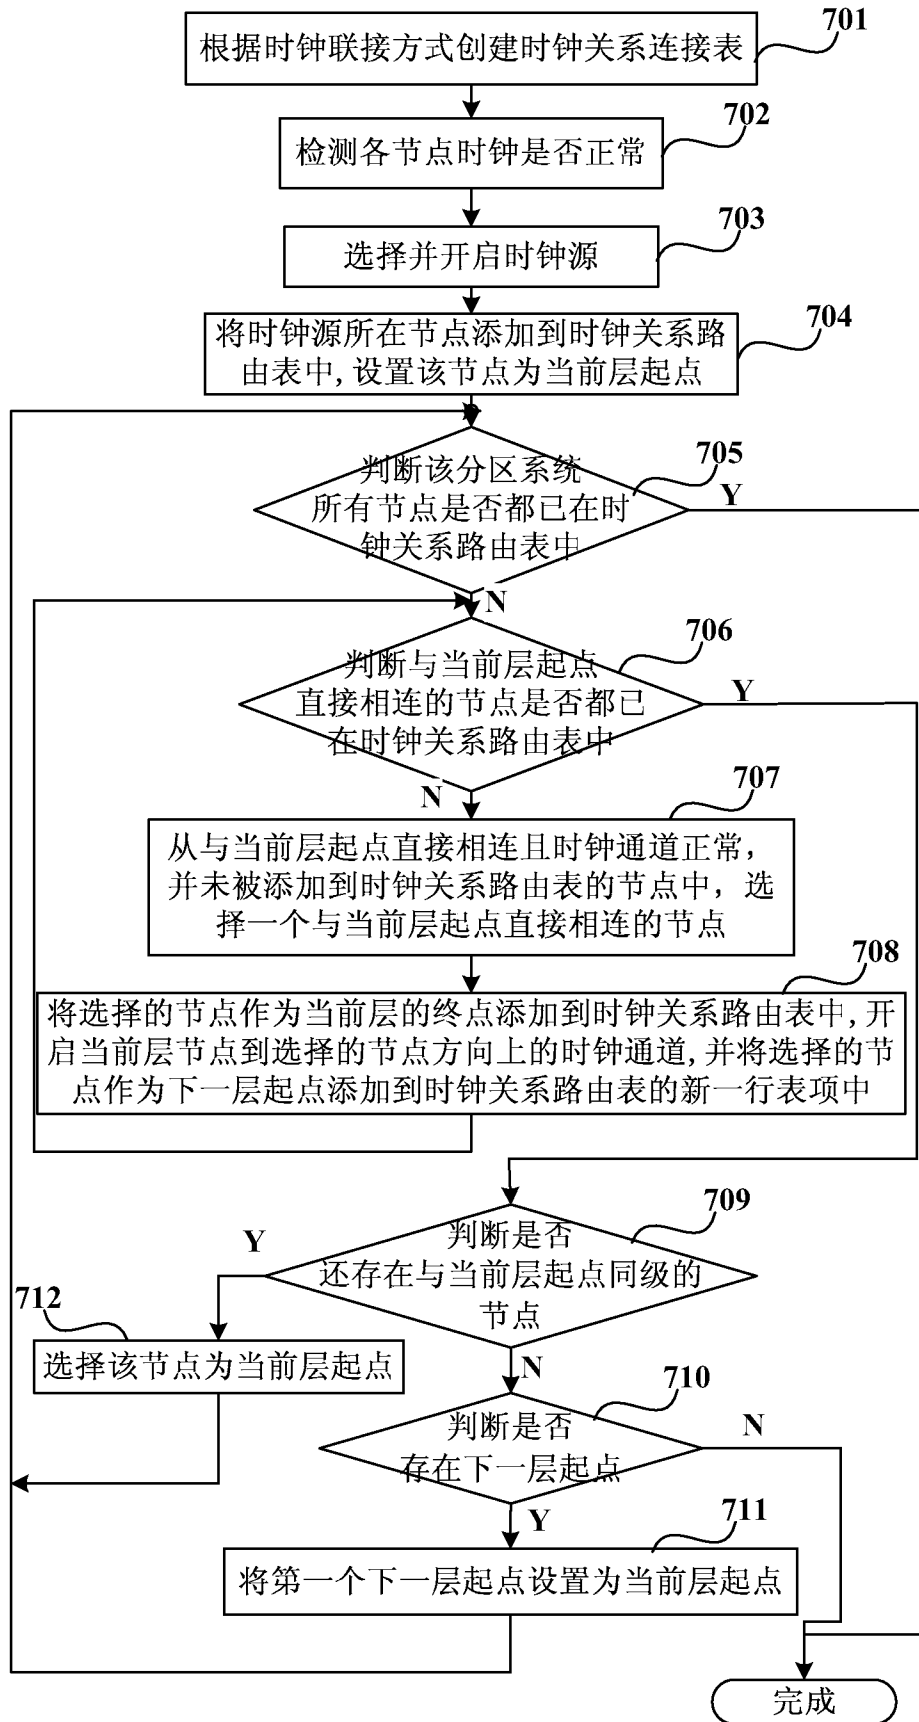 701
根据时钟联接方式创建时钟关系连接表
702
检测各节点时钟是否正常
703
选择并开启时钟源
704
将时钟源所在节点添加到时钟关系路
由表中,设置该节点为当前层起点
705
判断该分区系统
所有节点是否都已在时
钟关系路由表中
Y
N
706
判断与当前层起点
直接相连的节点是否都已
在时钟关系路由表中
Y
N
707
从与当前层起点直接相连且时钟通道正常，
并未被添加到时钟关系路由表的节点中，选
择一个与当前层起点直接相连的节点
708
将选择的节点作为当前层的终点添加到时钟关系路由表中,开
启当前层节点到选择的节点方向上的时钟通道,并将选择的节
点作为下一层起点添加到时钟关系路由表的新一行表项中
709
判断是否
还存在与当前层起点同级的
节点
Y
712
选择该节点为当前层起点
N
710
判断是否
存在下一层起点
N
Y
711
将第一个下一层起点设置为当前层起点
完成